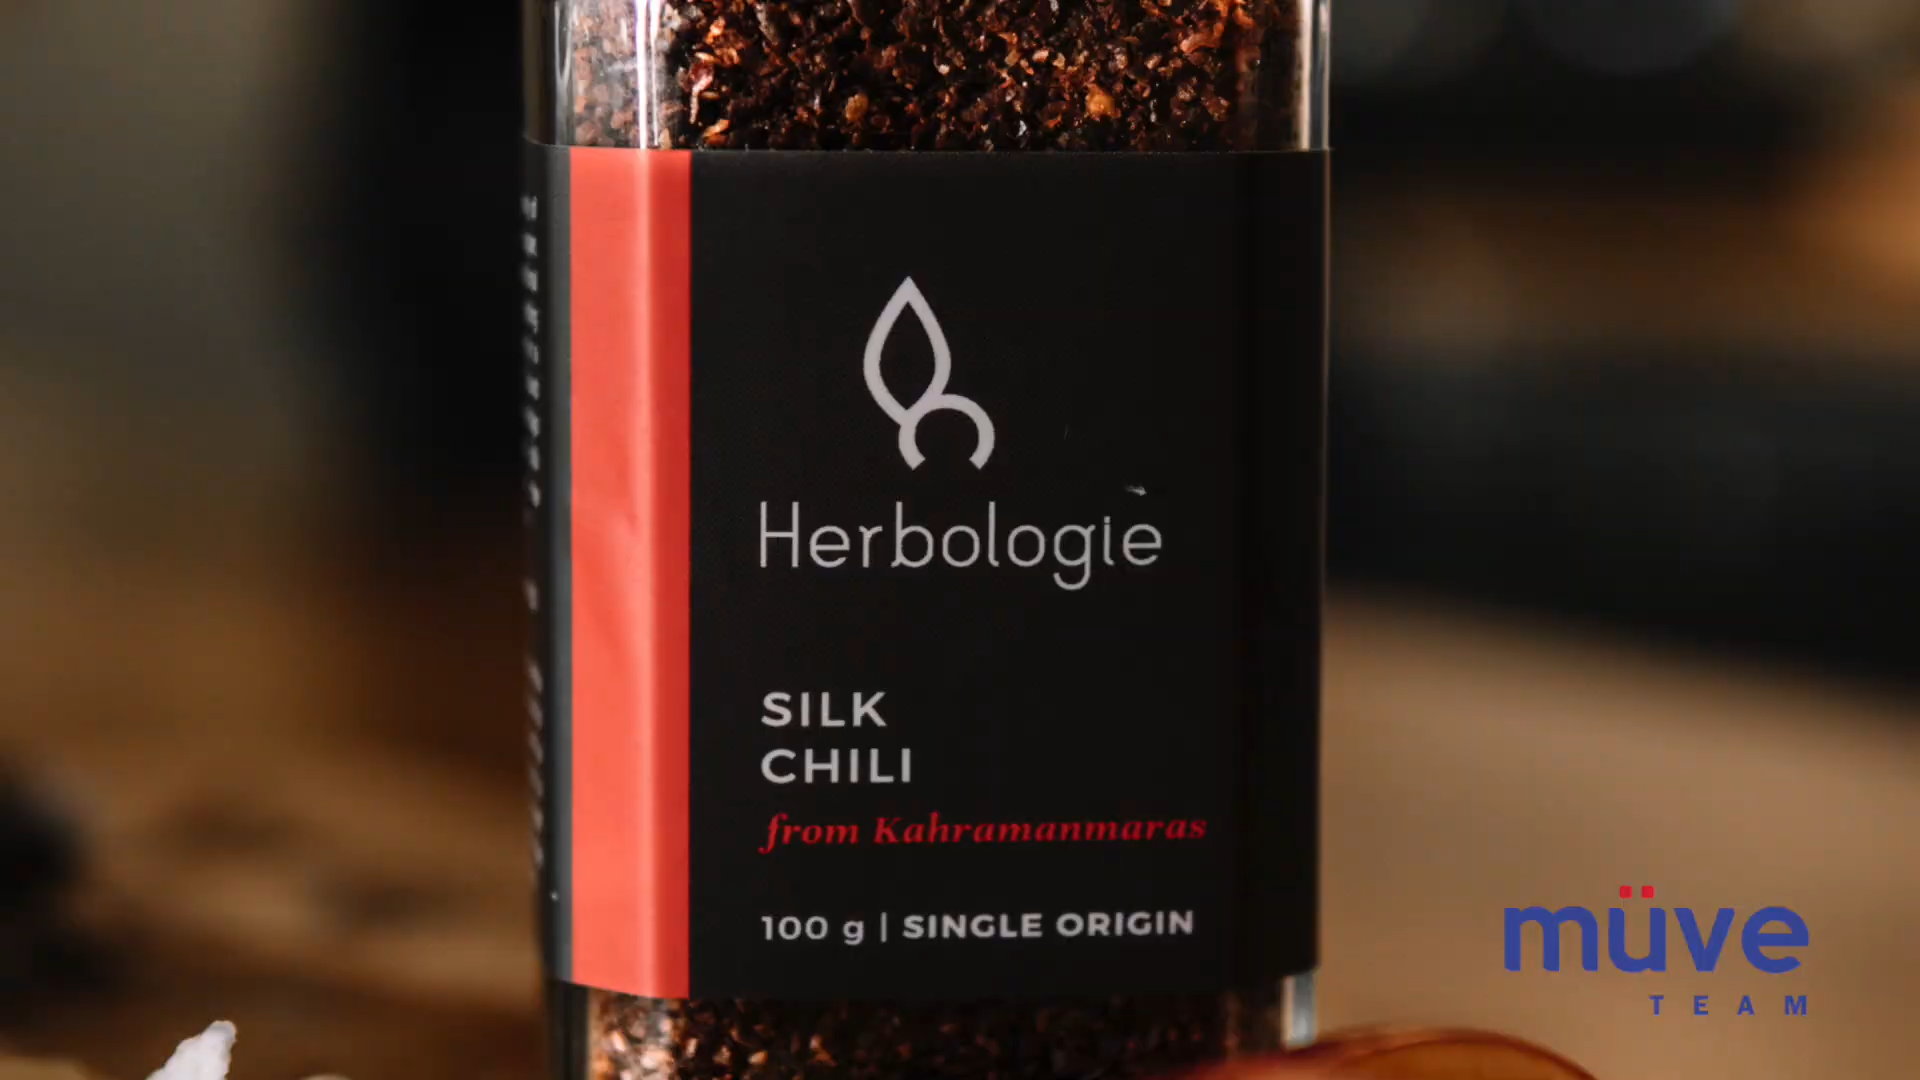 Herbologie
SILK
CHILI
from Kahramanmaras
100 g | SINGLE ORIGIN
müve
TEAM